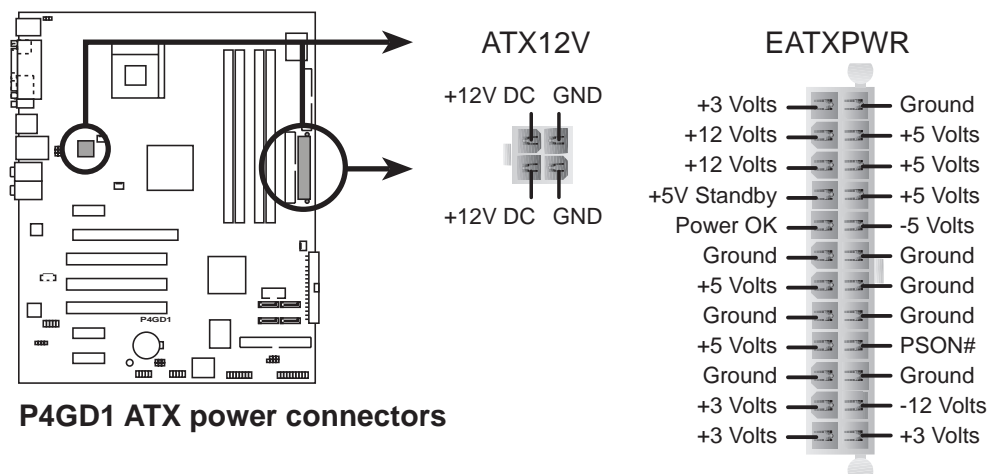 ATX12V
+12V DC GND
+12V DC GND
EATXPWR
+3 Volts Ground
+12 Volts +5 Volts
+12 Volts +5 Volts
+5V Standby +5 Volts
Power OK -5 Volts
Ground Ground
+5 Volts Ground
Ground Ground
+5 Volts PSON#
Ground Ground
+3 Volts -12 Volts
+3 Volts +3 Volts
P4GD1
P4GD1 ATX power connectors